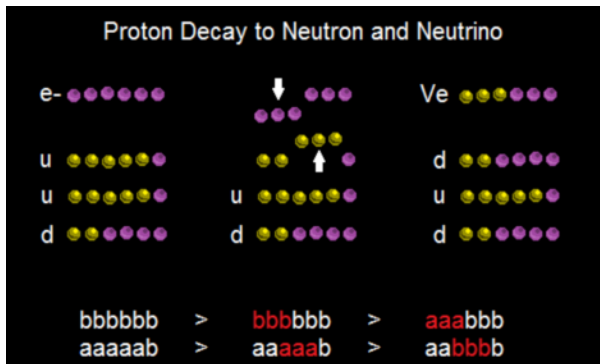 Proton Decay to Neutron and Neutrino
e- Ve
u d
u u u
d d d
bbbbbb > bbbbbb > aaabbb
aaaaab > aaaaab > aabbbb